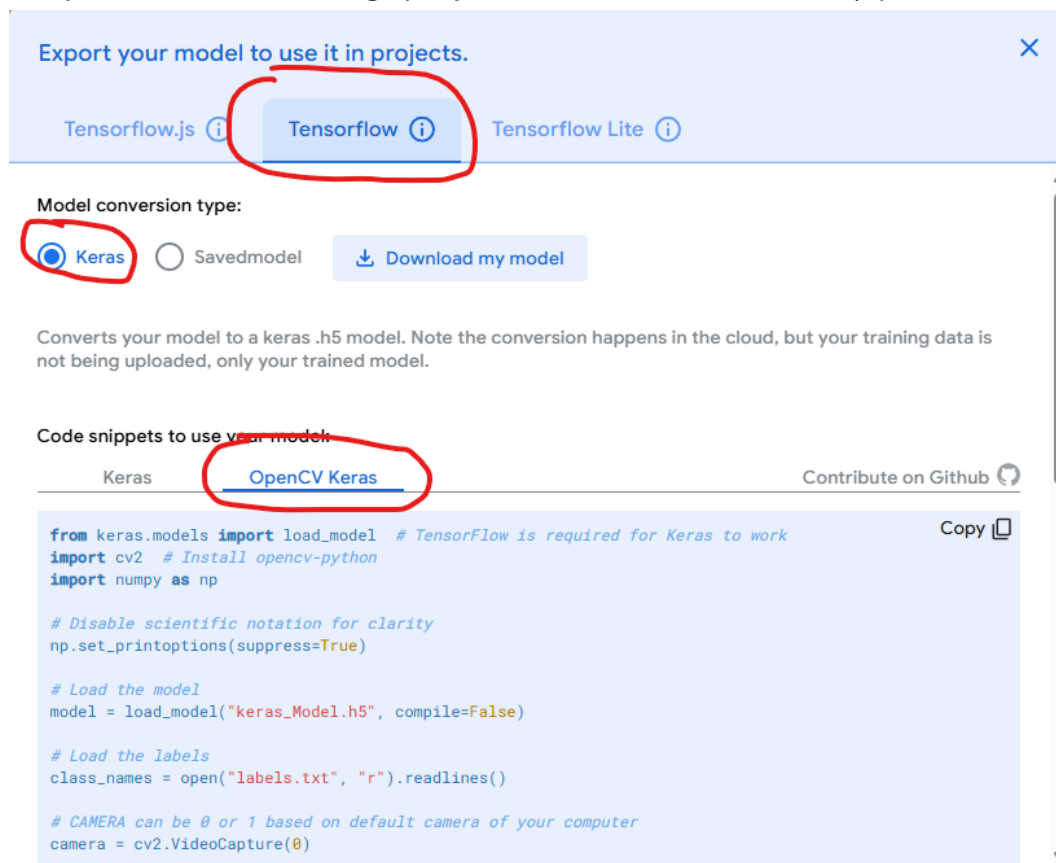 Export your model to use it in projects.
Tensorflow.js
Tensorflow
Tensorflow Lite
Model conversion type:
Keras
Savedmodel
Download my model
Converts your model to a keras .h5 model. Note the conversion happens in the cloud, but your training data is
not being uploaded, only your trained model.
Code snippets to use your model:
Keras
OpenCV Keras
Contribute on Github
Copy
from keras.models import load_model  # TensorFlow is required for Keras to work
import cv2  # Install opencv-python
import numpy as np
# Disable scientific notation for clarity
np.set_printoptions(suppress=True)
# Load the model
model = load_model("keras_Model.h5", compile=False)
# Load the labels
class_names = open("labels.txt", "r").readlines()
# CAMERA can be 0 or 1 based on default camera of your computer
camera = cv2.VideoCapture(0)